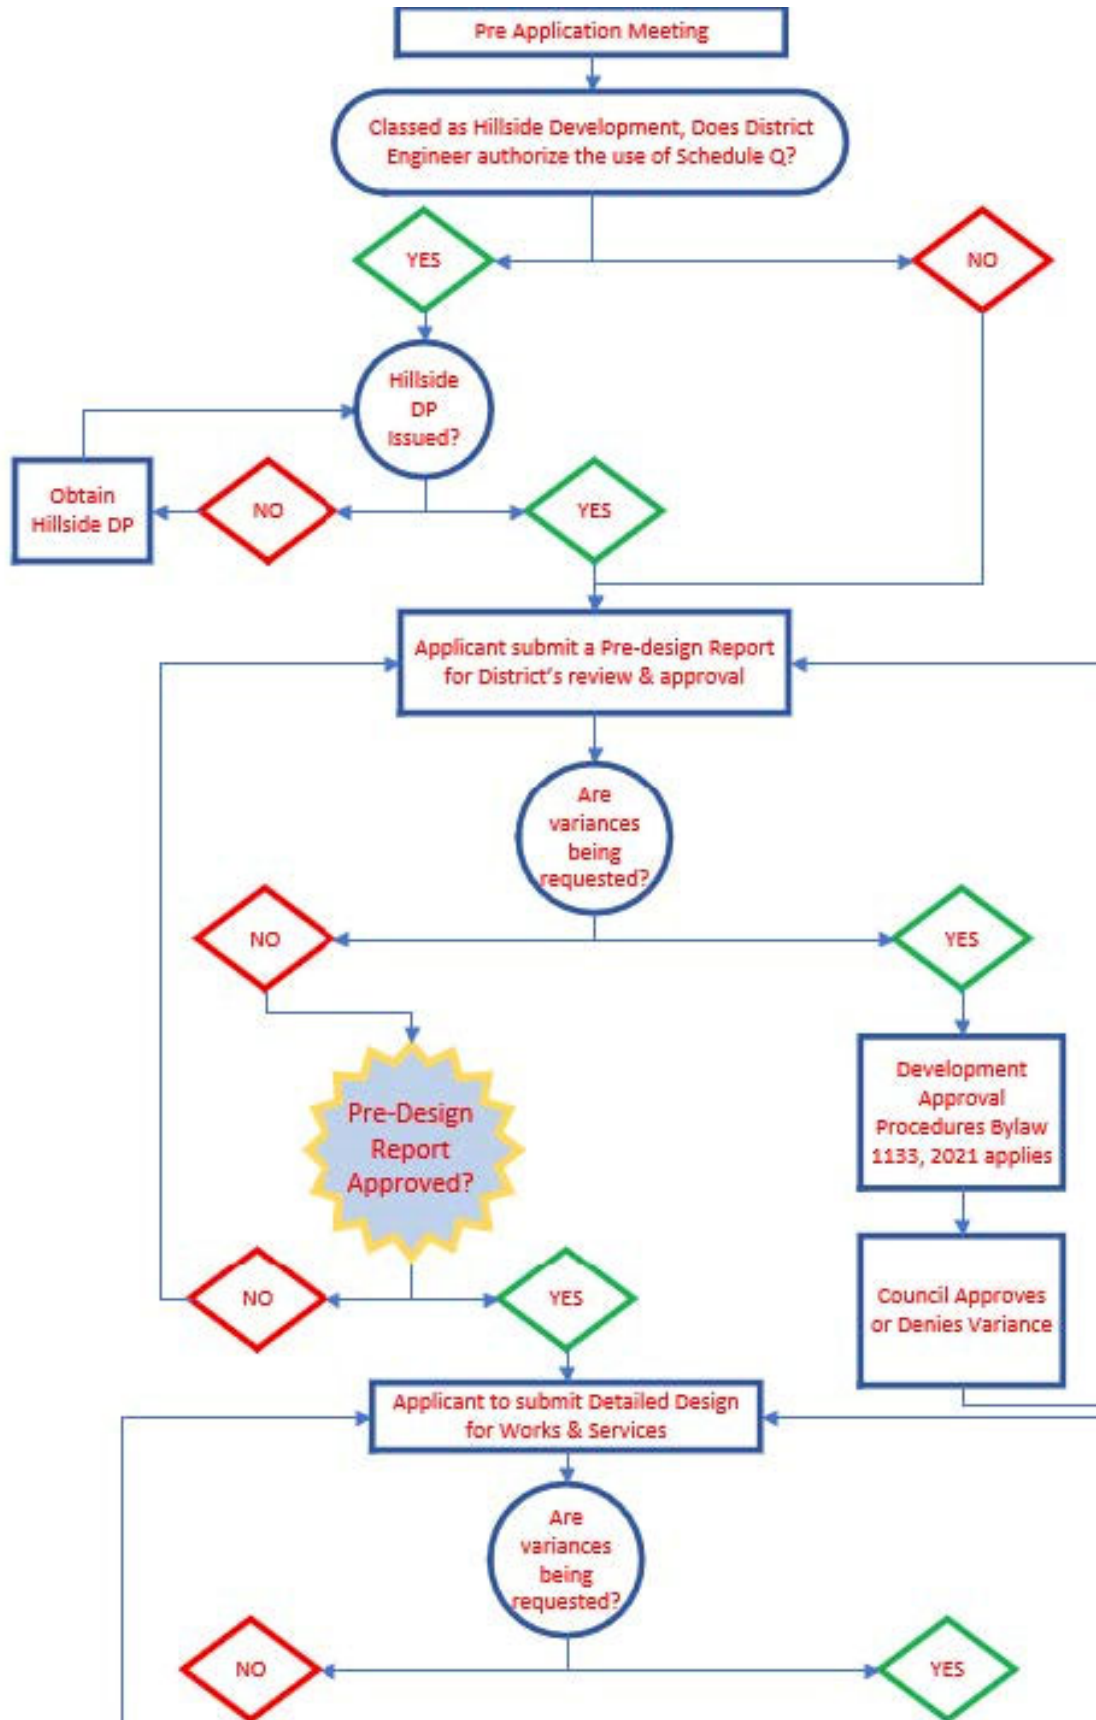 Pre Application Meeting
Classed as Hillside Development, Does District
Engineer authorize the use of Schedule Q?
YES
NO
Hillside
DP
Issued?
Obtain
Hillside DP
NO
YES
Applicant submit a Pre-design Report
for District's review & approval
Are
variances
being
requested?
NO
YES
Development
Approval
Procedures Bylaw
1133, 2021 applies
Pre-Design
Report
Approved?
NO
YES
Council Approves
or Denies Variance
Applicant to submit Detailed Design
for Works & Services
Are
variances
being
requested?
NO
YES